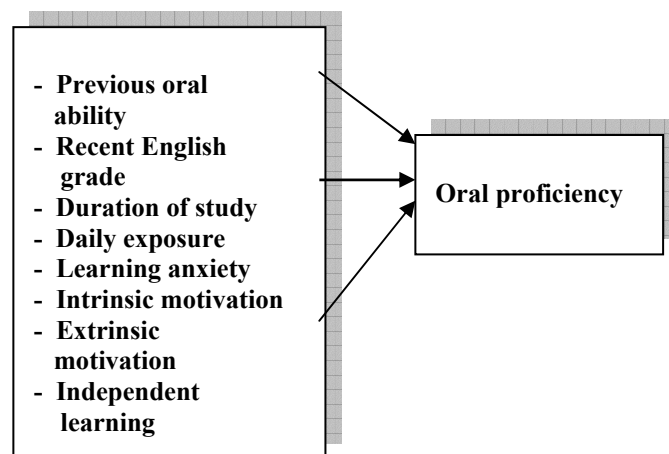 - Previous oral
ability
- Recent English
grade
- Duration of study
- Daily exposure
- Learning anxiety
- Intrinsic motivation
- Extrinsic
motivation
- Independent
learning
Oral proficiency